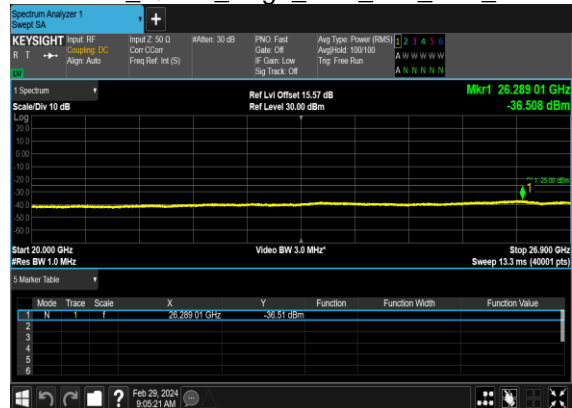 Spectrum Analyzer 1
Swept SA
+
KEYSIGHT Input: RF Input Z: 50 Ω #Atten: 30 dB PNO: Fast Avg Type: Power (RMS) 1 2 3 4 5 6
R T Coupling: DC Corr CCorr Gate: Off Avg|Hold: 100/100 A W W W W W
Align: Auto Freq Ref: Int (S) IF Gain: Low Trig: Free Run A N N N N N
Sig Track: Off
LW
1 Spectrum Ref Lvl Offset 15.57 dB Mkr1 26.289 01 GHz
Scale/Div 10 dB Ref Level 30.00 dBm -36.508 dBm
Log
20.0
10.0
0.00
-10.0
-20.0
-30.0
-40.0
-50.0
-60.0
1 -25.00 dBm
1
Start 20.000 GHz Video BW 3.0 MHz* Stop 26.900 GHz
#Res BW 1.0 MHz Sweep 13.3 ms (40001 pts)
5 Marker Table
Mode Trace Scale X Y Function Function Width Function Value
1 N 1 f 26.289 01 GHz -36.51 dBm
2
3
4
5
6
? Feb 29, 2024
9:05:21 AM